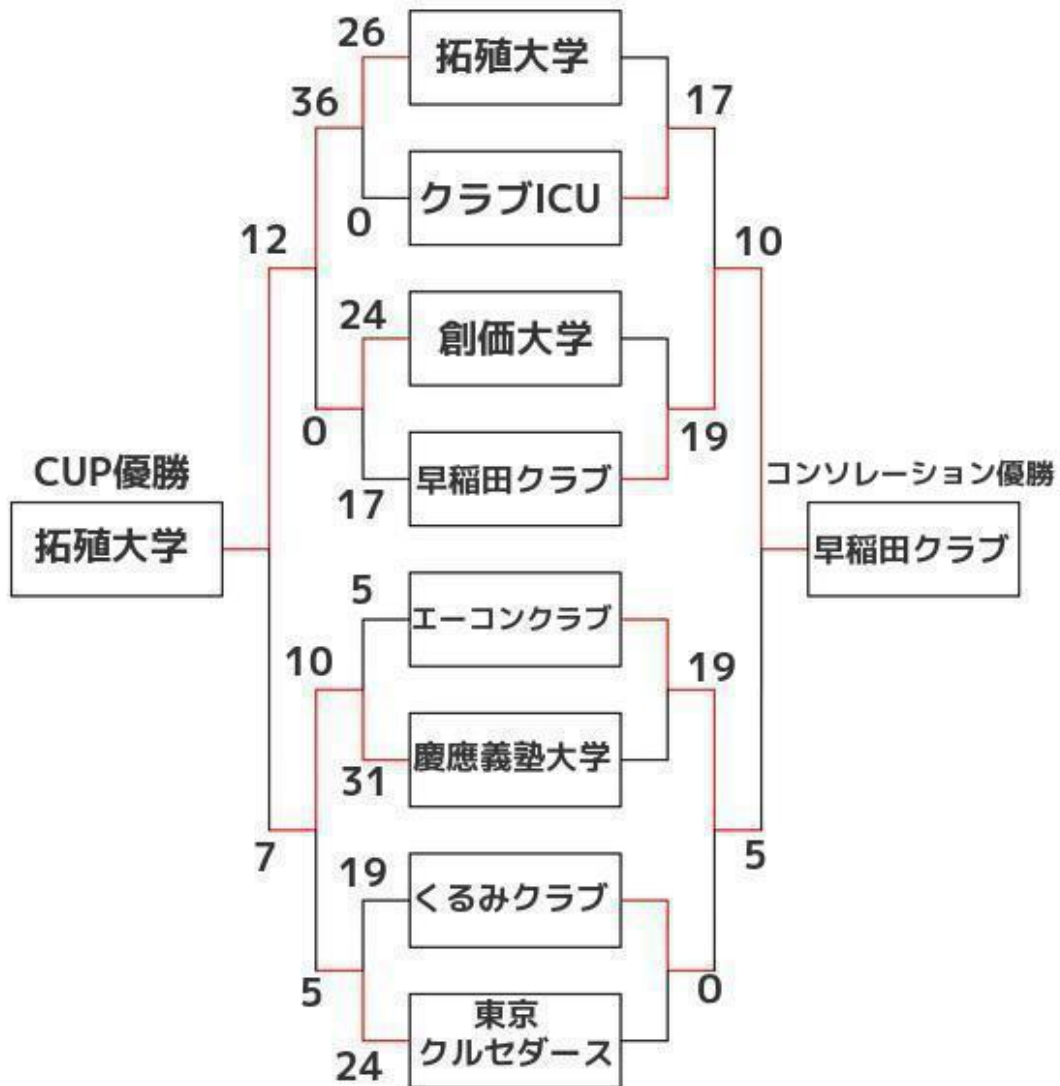 26
拓殖大学
36
17
クラブICU
0
12
10
24
創価大学
0
19
早稲田クラブ
17
CUP優勝
コンソレーション優勝
拓殖大学
早稲田クラブ
5
エーコンクラブ
10
19
慶應義塾大学
31
7
5
19
くるみクラブ
5
0
東京
クルセダース
24